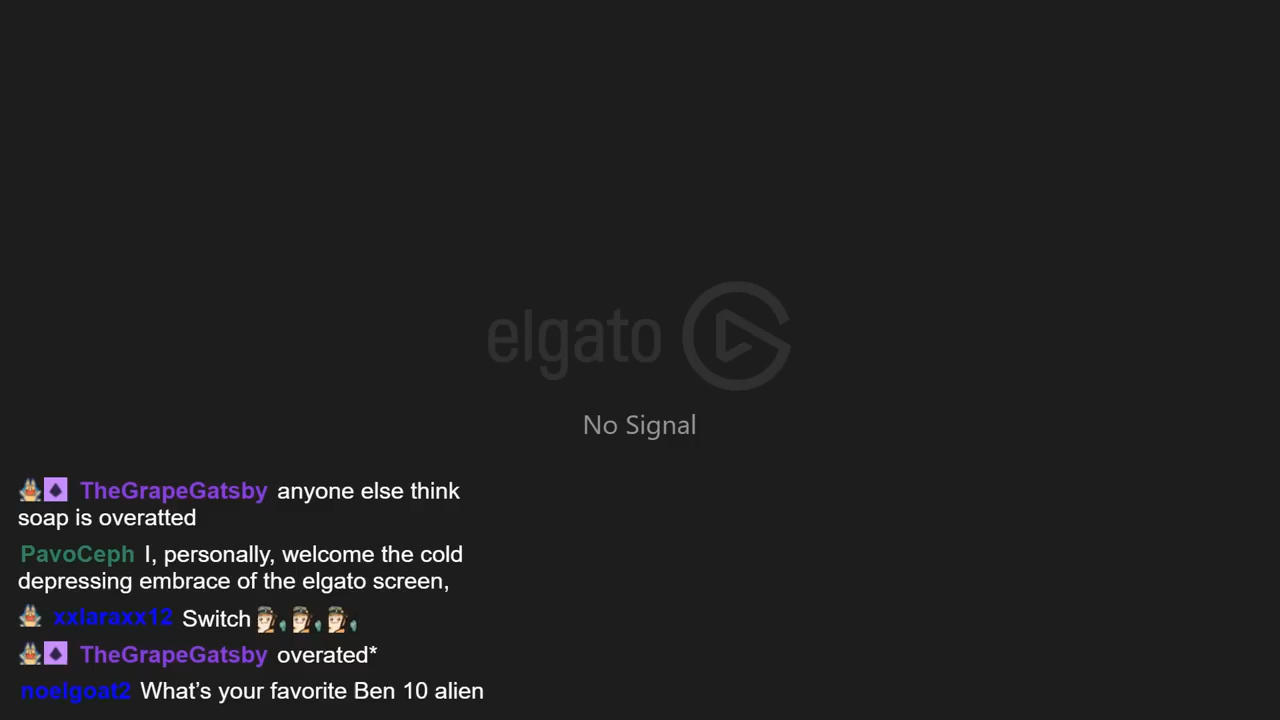 elgato
No Signal
TheGrapeGatsby anyone else think
soap is overatted
PavoCeph I, personally, welcome the cold
depressing embrace of the elgato screen,
xxlaraxx12 Switch
TheGrapeGatsby overated*
noelgoat2 What's your favorite Ben 10 alien